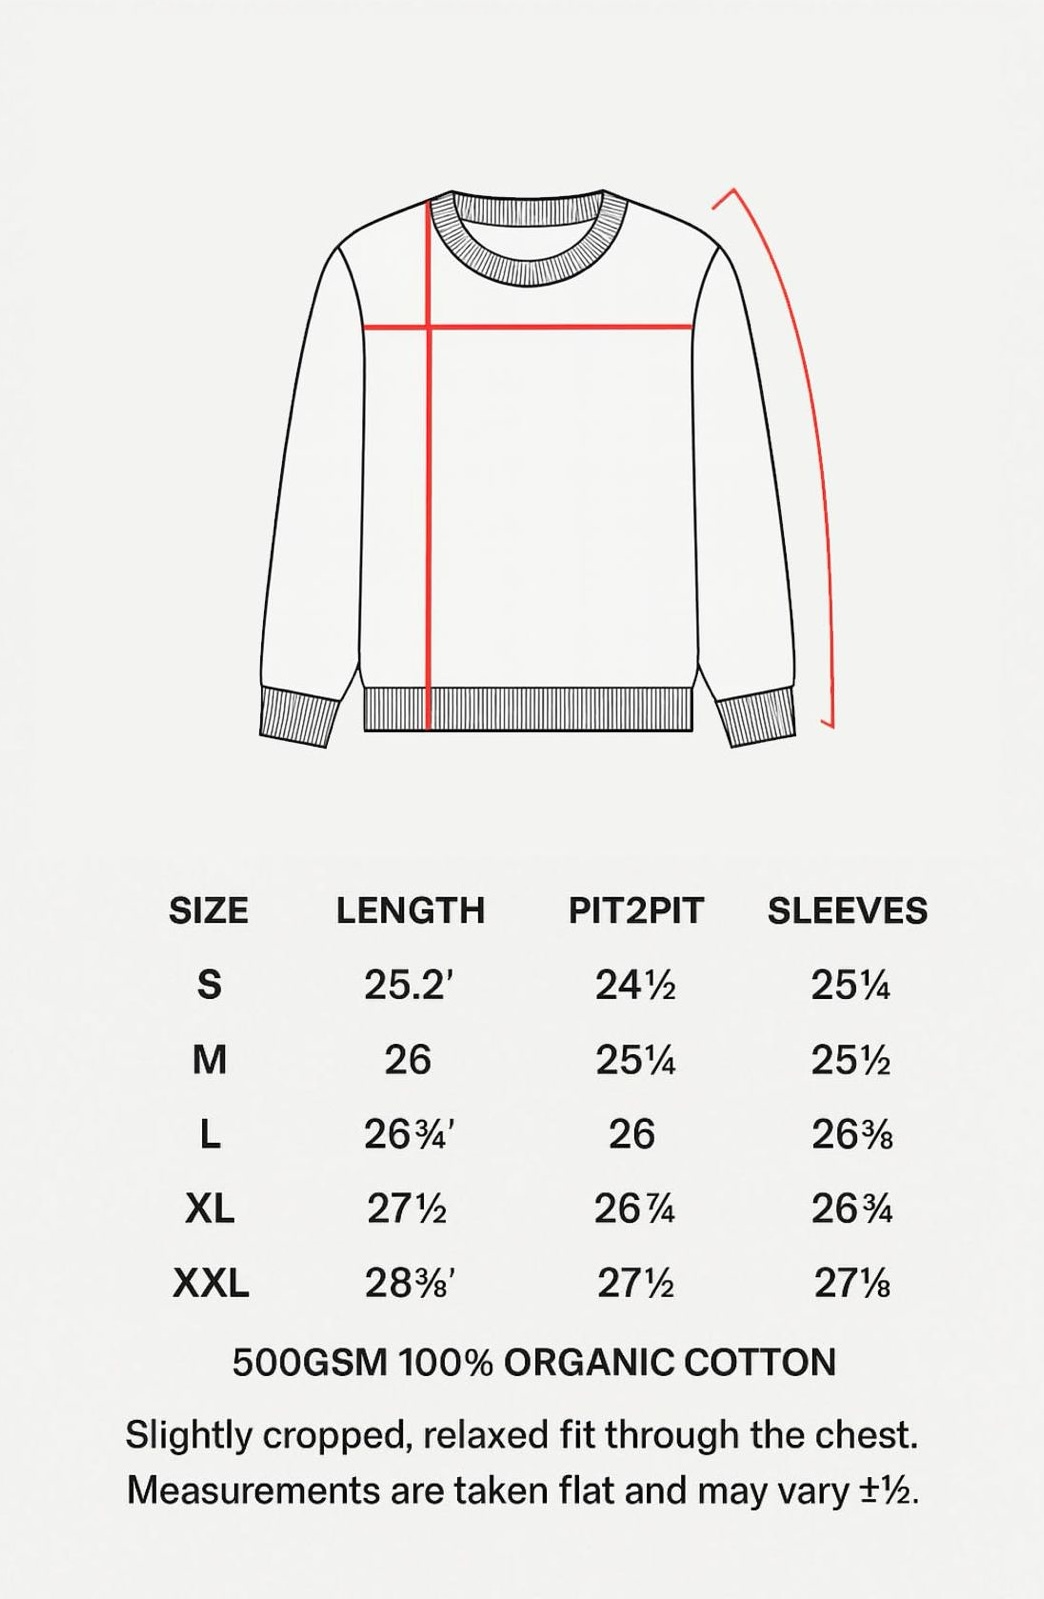 SIZE LENGTH PIT2PIT SLEEVES
S 25.2’ 24½ 25¼
M 26 25¼ 25½
L 26¾’ 26 26⅜
XL 27½ 26 7⁄4 26¾
XXL 28⅜’ 27½ 27⅛
500GSM 100% ORGANIC COTTON
Slightly cropped, relaxed fit through the chest.
Measurements are taken flat and may vary ±½.